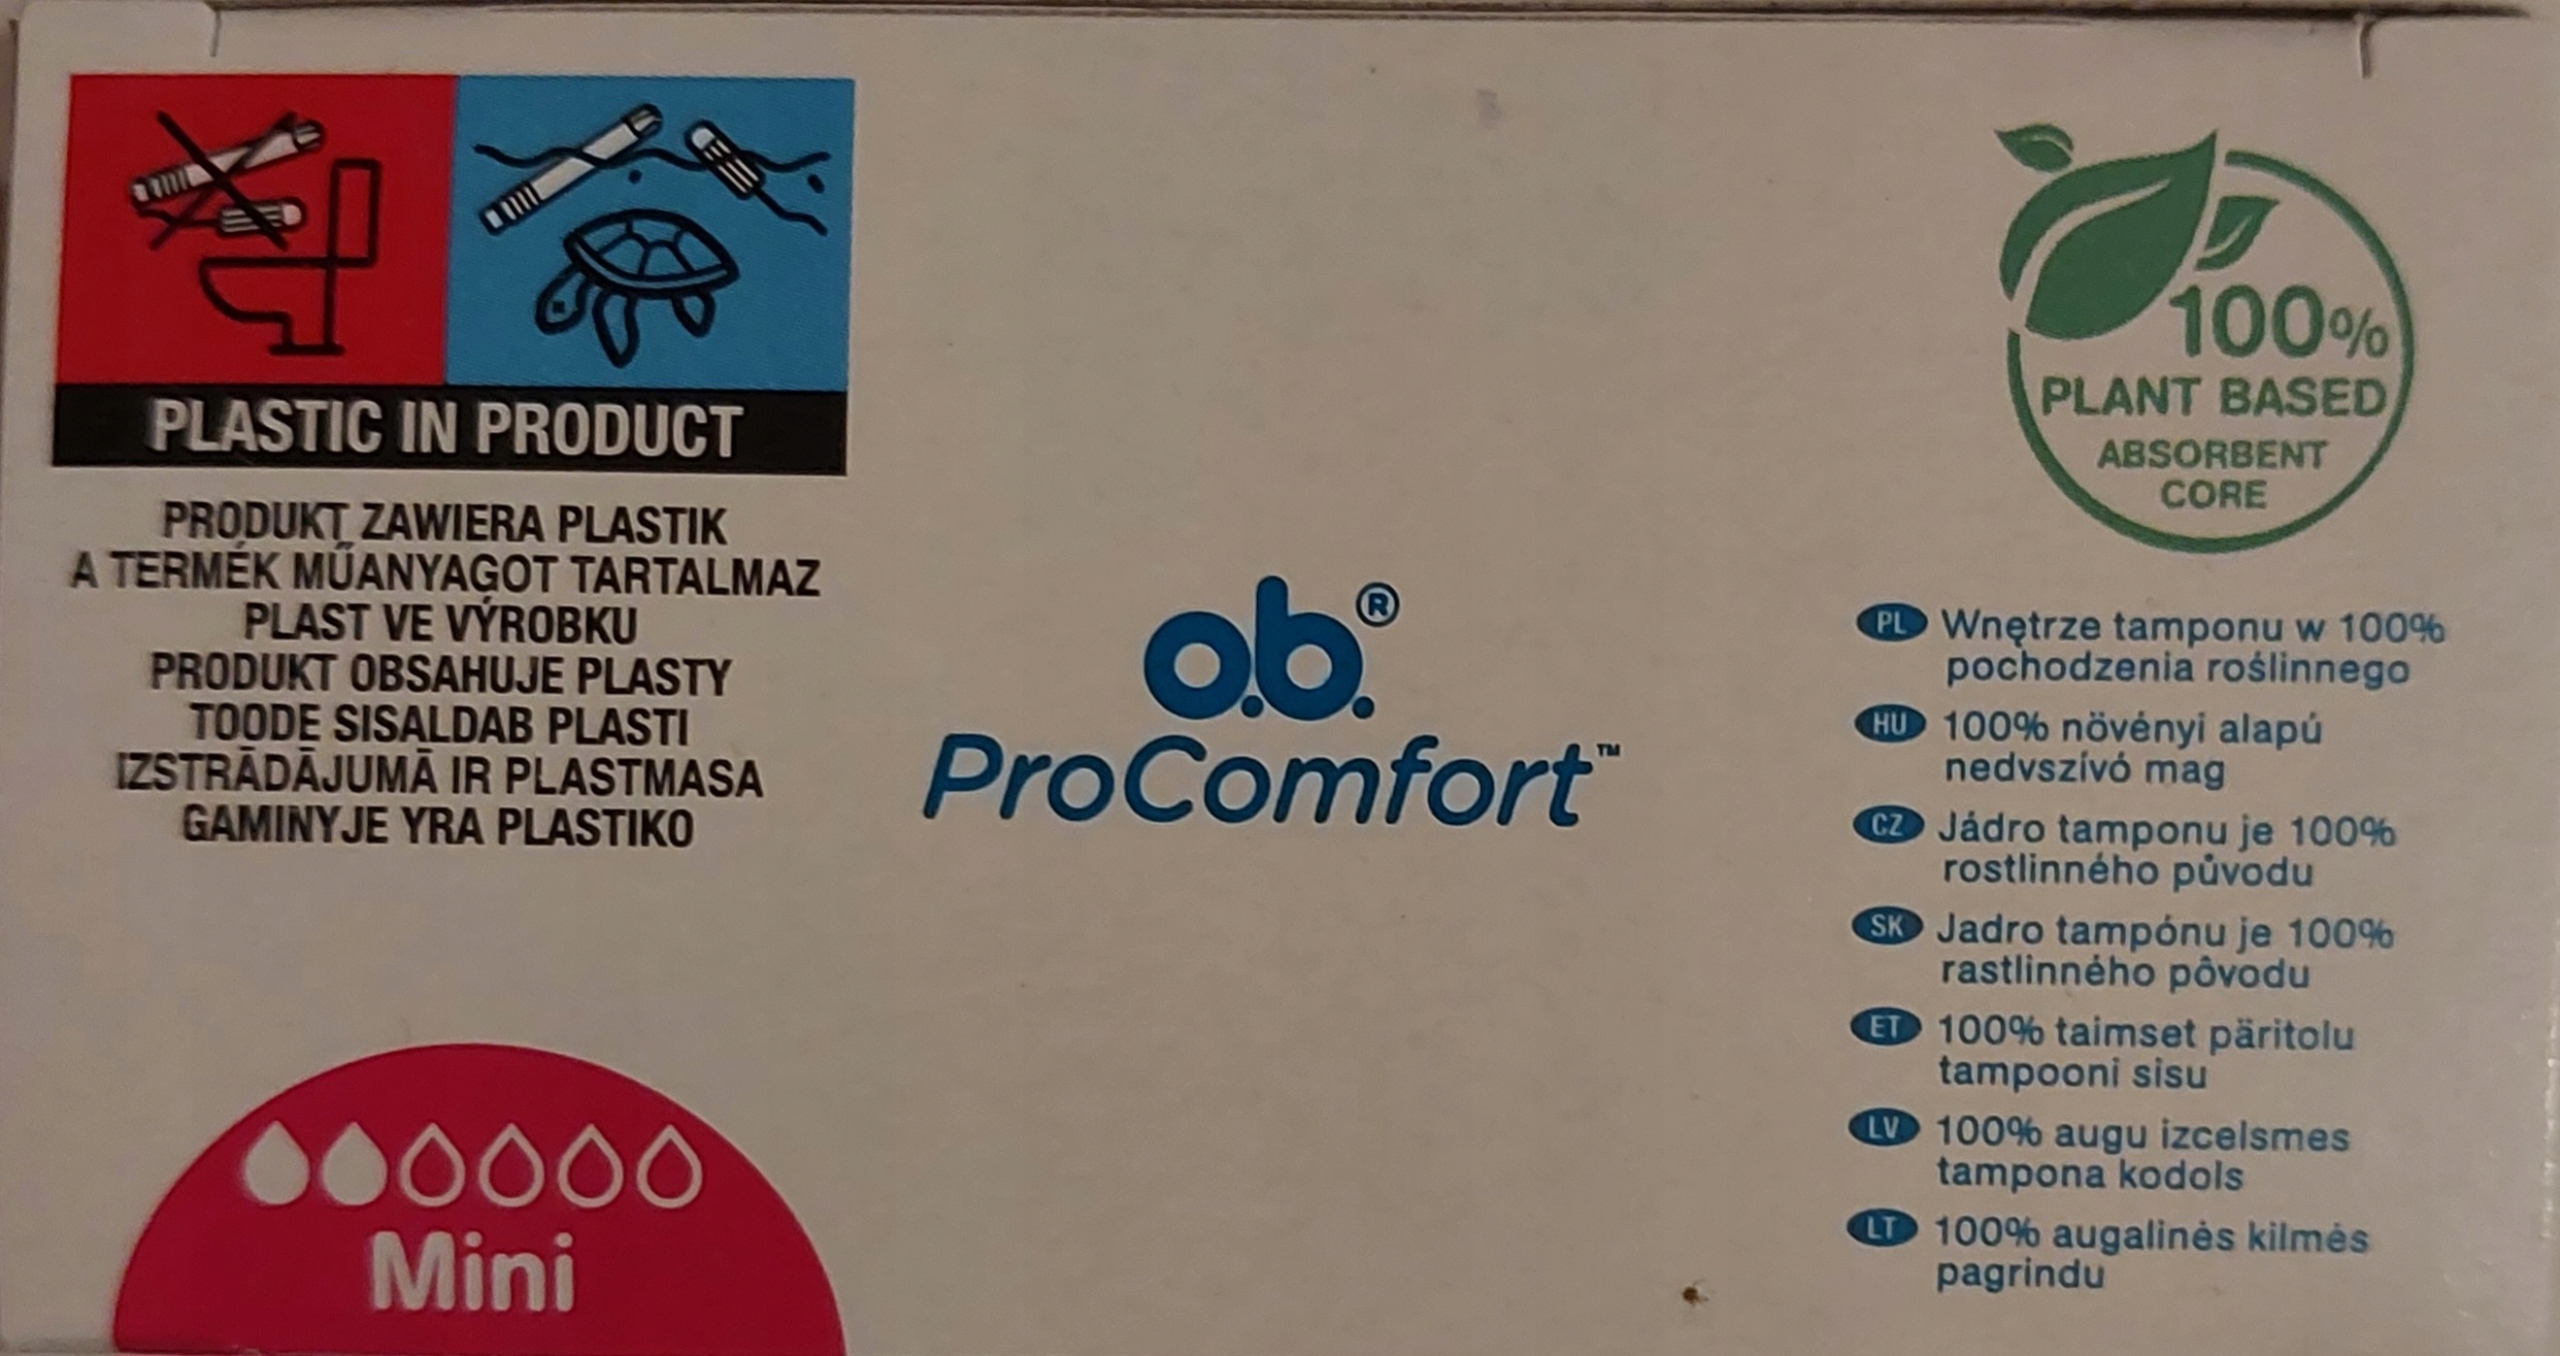 PLASTIC IN PRODUCT
PRODUKT ZAWIERA PLASTIK
A TERMÉK MŰANYAGOT TARTALMAZ
PLAST VE VÝROBKU
PRODUKT OBSAHUJE PLASTY
TOODE SISALDAB PLASTI
IZSTRĀDĀJUMĀ IR PLASTMASA
GAMINYJE YRA PLASTIKO
Mini
o.b.®
ProComfort™
100%
PLANT BASED
ABSORBENT
CORE
PL Wnętrze tamponu w 100%
pochodzenia roślinnego
HU 100% növényi alapú
nedvszívó mag
CZ Jádro tamponu je 100%
rostlinného původu
SK Jadro tampónu je 100%
rastlinného pôvodu
ET 100% taimset päritolu
tampooni sisu
LV 100% augu izcelsmes
tampona kodols
LT 100% augalinės kilmės
pagrindu